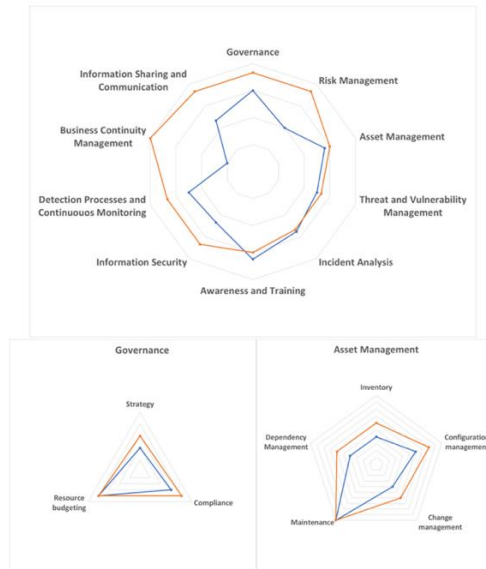 Governance
Information Sharing and
Communication
Risk Management
Business Continuity
Management
Asset Management
Detection Processes and
Continuouos Monitoring
Threat and Vulnerability
Management
Information Security
Incident Analysis
Awareness and Training
Governance
Strategy
Resource
budgeting
Compliance
Asset Management
Inventory
Dependency
Management
Configuration
management
Maintenance
Change
management